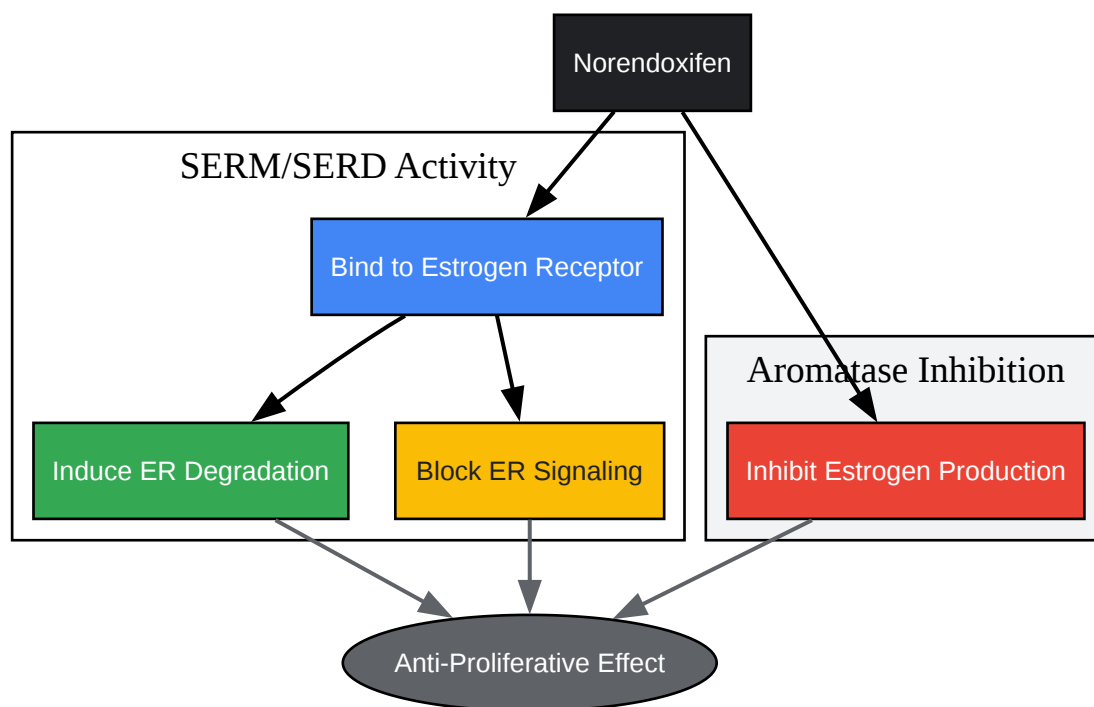 Norendoxifen
SERM/SERD Activity
Bind to Estrogen Receptor
Aromatase Inhibition
Induce ER Degradation
Block ER Signaling
Inhibit Estrogen Production
Anti-Proliferative Effect